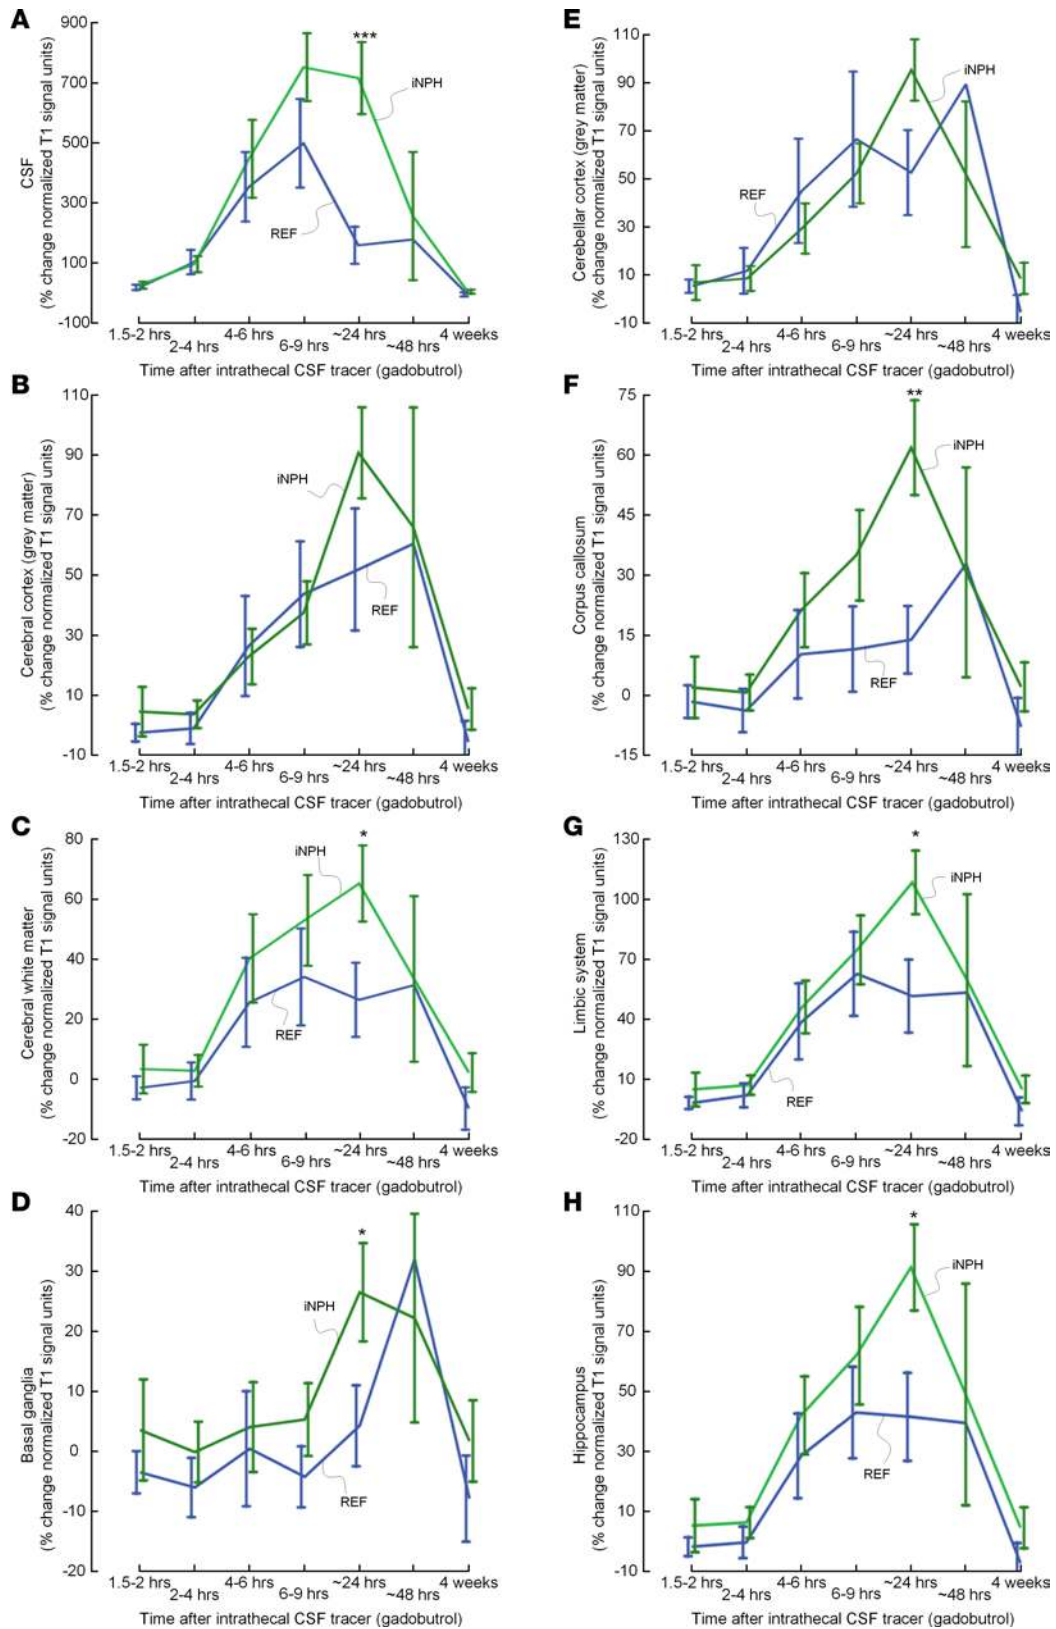 A
CSF
(% change normalized T1 signal units)
900
700
500
300
100
-100
***
iNPH
REF
1.5-2 hrs
2-4 hrs
4-6 hrs
6-9 hrs
~24 hrs
~48 hrs
4 weeks
Time after intrathecal CSF tracer (gadobutrol)
B
Cerebral cortex (grey matter)
(% change normalized T1 signal units)
110
90
70
50
30
10
-10
iNPH
REF
1.5-2 hrs
2-4 hrs
4-6 hrs
6-9 hrs
~24 hrs
~48 hrs
4 weeks
Time after intrathecal CSF tracer (gadobutrol)
C
Cerebral white matter
(% change normalized T1 signal units)
80
60
40
20
0
-20
*
iNPH
REF
1.5-2 hrs
2-4 hrs
4-6 hrs
6-9 hrs
~24 hrs
~48 hrs
4 weeks
Time after intrathecal CSF tracer (gadobutrol)
D
Basal ganglia
(% change normalized T1 signal units)
40
30
20
10
0
-10
-20
*
iNPH
REF
1.5-2 hrs
2-4 hrs
4-6 hrs
6-9 hrs
~24 hrs
~48 hrs
4 weeks
Time after intrathecal CSF tracer (gadobutrol)
E
Cerebellar cortex (grey matter)
(% change normalized T1 signal units)
110
90
70
50
30
10
-10
iNPH
REF
1.5-2 hrs
2-4 hrs
4-6 hrs
6-9 hrs
~24 hrs
~48 hrs
4 weeks
Time after intrathecal CSF tracer (gadobutrol)
F
Corpus callosum
(% change normalized T1 signal units)
75
60
45
30
15
0
-15
**
iNPH
REF
1.5-2 hrs
2-4 hrs
4-6 hrs
6-9 hrs
~24 hrs
~48 hrs
4 weeks
Time after intrathecal CSF tracer (gadobutrol)
G
Limbic system
(% change normalized T1 signal units)
130
100
70
40
10
-20
*
iNPH
REF
1.5-2 hrs
2-4 hrs
4-6 hrs
6-9 hrs
~24 hrs
~48 hrs
4 weeks
Time after intrathecal CSF tracer (gadobutrol)
H
Hippocampus
(% change normalized T1 signal units)
110
90
70
50
30
10
-10
*
iNPH
REF
1.5-2 hrs
2-4 hrs
4-6 hrs
6-9 hrs
~24 hrs
~48 hrs
4 weeks
Time after intrathecal CSF tracer (gadobutrol)